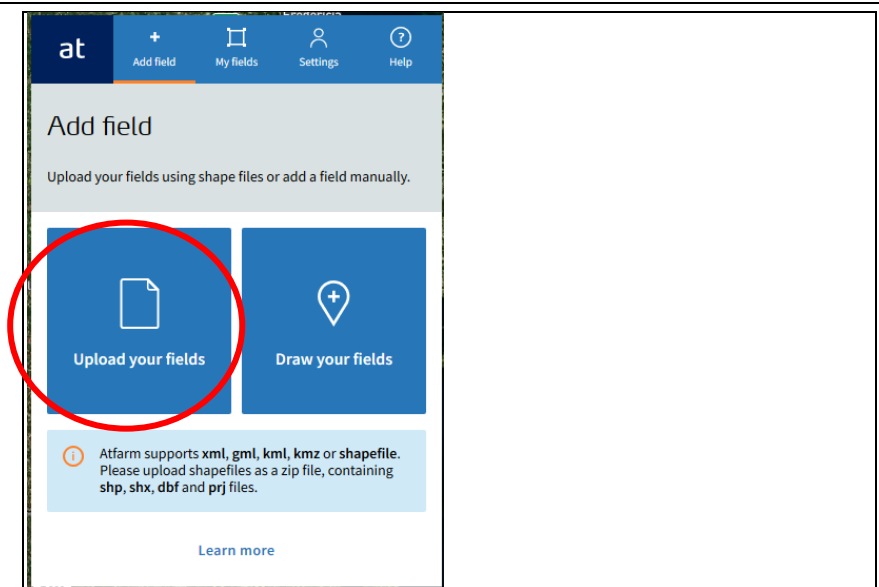 Fredericia
at
Add field
My fields
Settings
Help
Add field
Upload your fields using shape files or add a field manually.
Upload your fields
Draw your fields
Atfarm supports xml, gml, kml, kmz or shapefile.
Please upload shapefiles as a zip file, containing
shp, shx, dbf and prj files.
Learn more